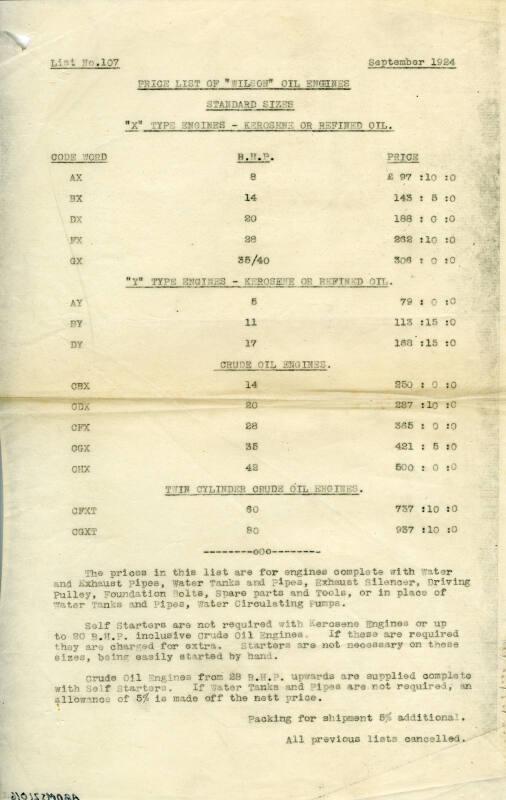 List No.107 September 1924
PRICE LIST OF "WILSON" OIL ENGINES
STANDARD SIZES
"X" TYPE ENGINES - KEROSENE OR REFINED OIL.
CODE WORD B.H.P. PRICE
AX 8 £ 97 :10 :0
BX 14 143 : 5 :0
DX 20 188 : 0 :0
FX 28 262 :10 :0
GX 35/40 306 : 0 :0
"Y" TYPE ENGINES - KEROSENE OR REFINED OIL.
AY 5 79 : 0 :0
BY 11 113 :15 :0
DY 17 168 :15 :0
CRUDE OIL ENGINES.
CBX 14 250 : 0 :0
CDX 20 287 :10 :0
CFX 28 365 : 0 :0
CGX 35 421 : 5 :0
CHX 42 500 : 0 :0
TWIN CYLINDER CRUDE OIL ENGINES.
CFXT 60 737 :10 :0
CGXT 80 937 :10 :0
--------oOo--------
The prices in this list are for engines complete with Water
and Exhaust Pipes, Water Tanks and Pipes, Exhaust Silencer, Driving
Pulley, Foundation Bolts, Spare parts and Tools, or in place of
Water Tanks and Pipes, Water Circulating Pumps.
Self Starters are not required with Kerosene Engines or up
to 20 B.H.P. inclusive Crude Oil Engines. If these are required
they are charged for extra. Starters are not necessary on these
sizes, being easily started by hand.
Crude Oil Engines from 28 B.H.P. upwards are supplied complete
with Self Starters. If Water Tanks and Pipes are not required, an
allowance of 5% is made off the nett price.
Packing for shipment 5% additional.
All previous lists cancelled.